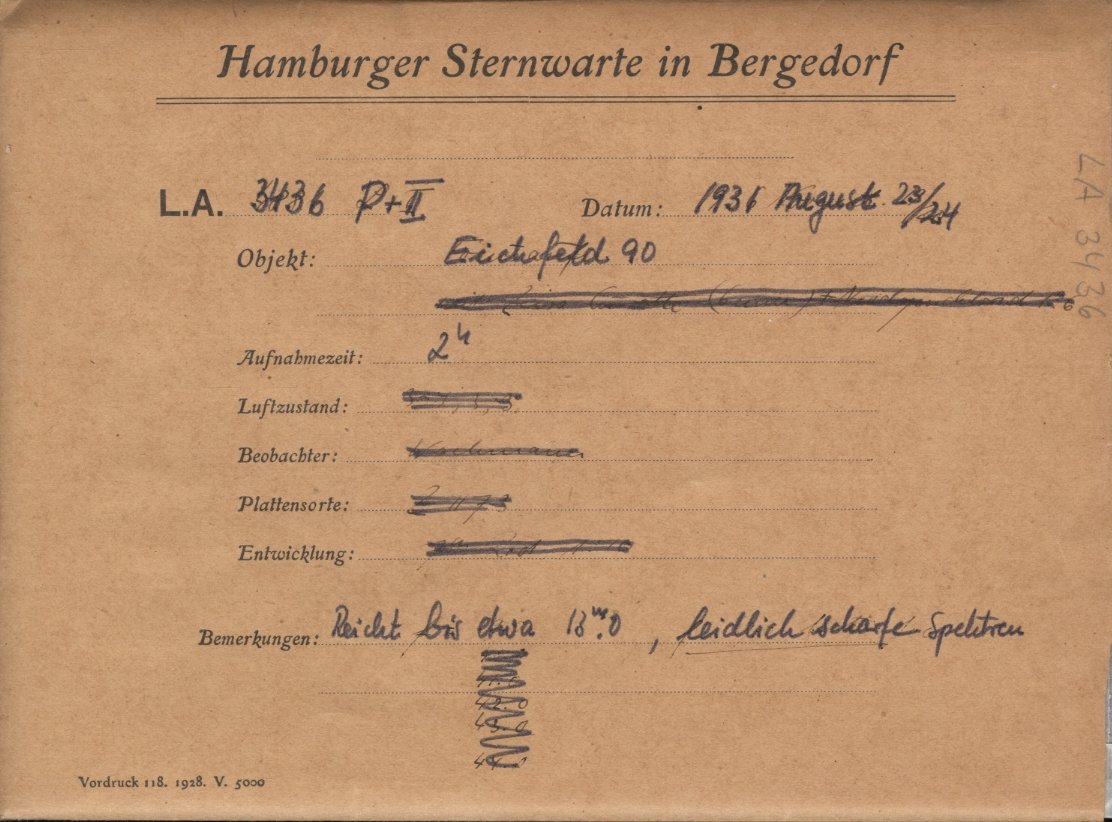 Hamburger Sternwarte in Bergedorf
L.A. 3436 P+II Datum: 1936 August 23/24
Objekt: Eichfeld 90
Aufnahmezeit: 2h
Luftzustand:
Beobachter:
Plattensorte:
Entwicklung:
Bemerkungen: Reicht bis etwa 13m.0, leidlich scharfe Spektren
Vordruck 118. 1928. V. 5000
LA 3436